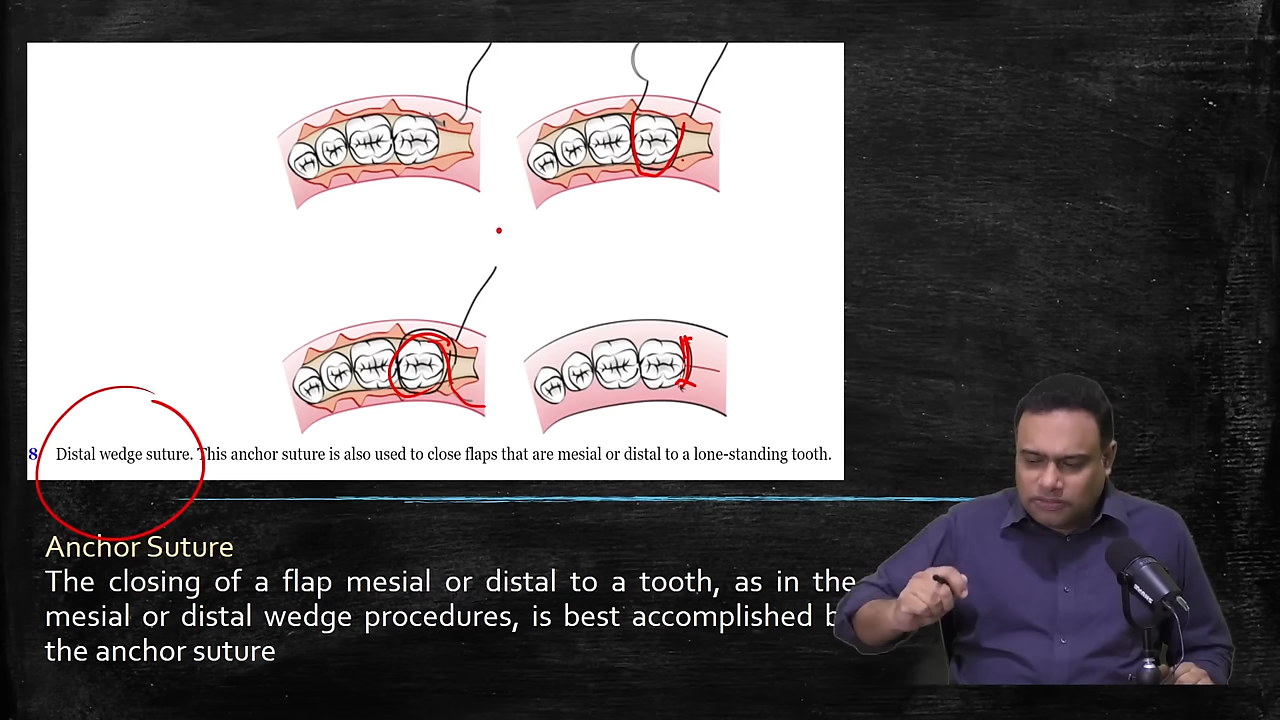 8 Distal wedge suture. This anchor suture is also used to close flaps that are mesial or distal to a lone-standing tooth.
Anchor Suture
The closing of a flap mesial or distal to a tooth, as in the
mesial or distal wedge procedures, is best accomplished
the anchor suture